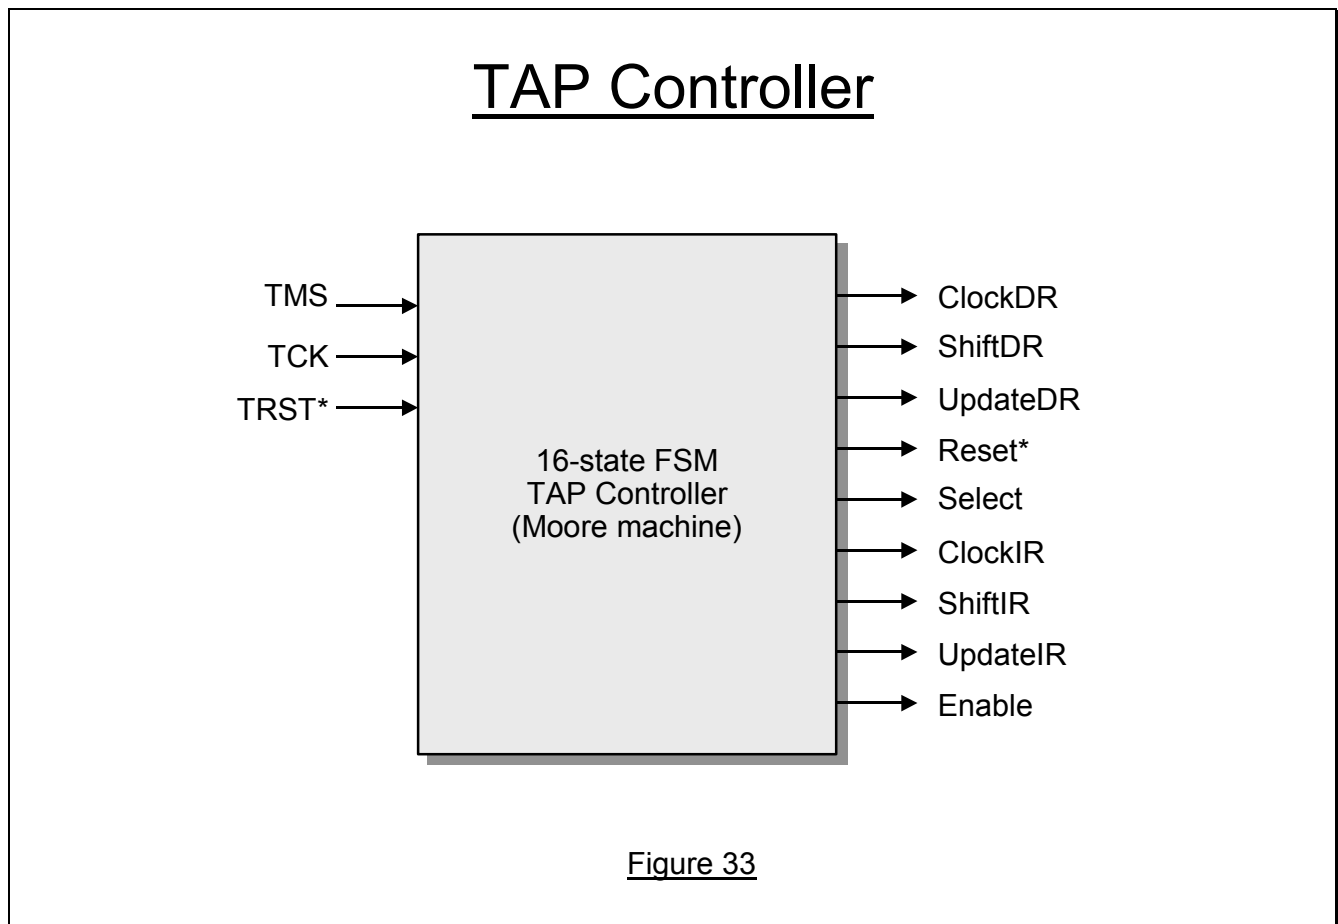 TAP Controller
TMS
TCK
TRST*
16-state FSM
TAP Controller
(Moore machine)
ClockDR
ShiftDR
UpdateDR
Reset*
Select
ClockIR
ShiftIR
UpdateIR
Enable
Figure 33